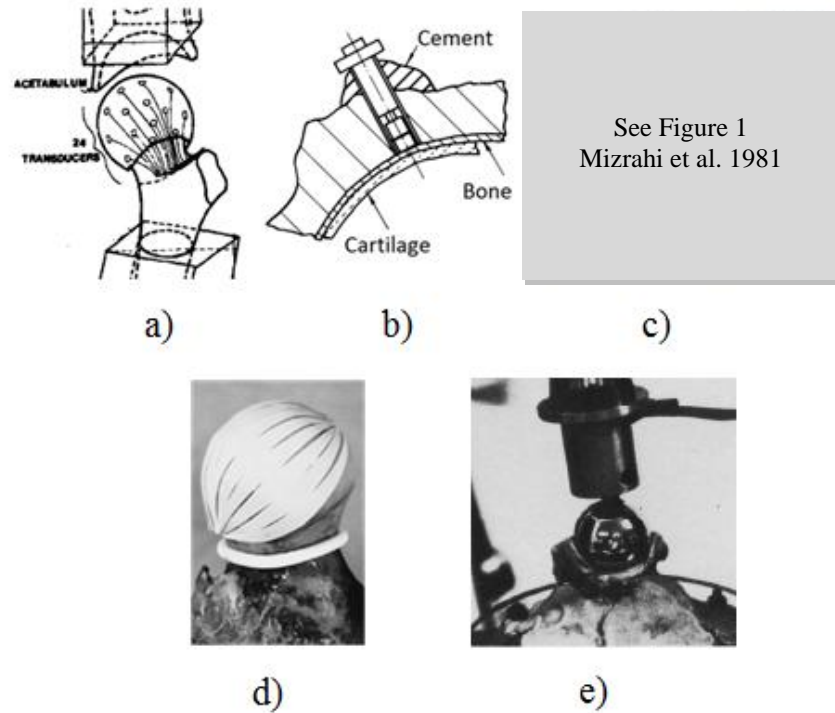 ACETABULUM
24
TRANSDUCERS
Cement
Bone
Cartilage
See Figure 1
Mizrahi et al. 1981
a)
b)
c)
d)
e)